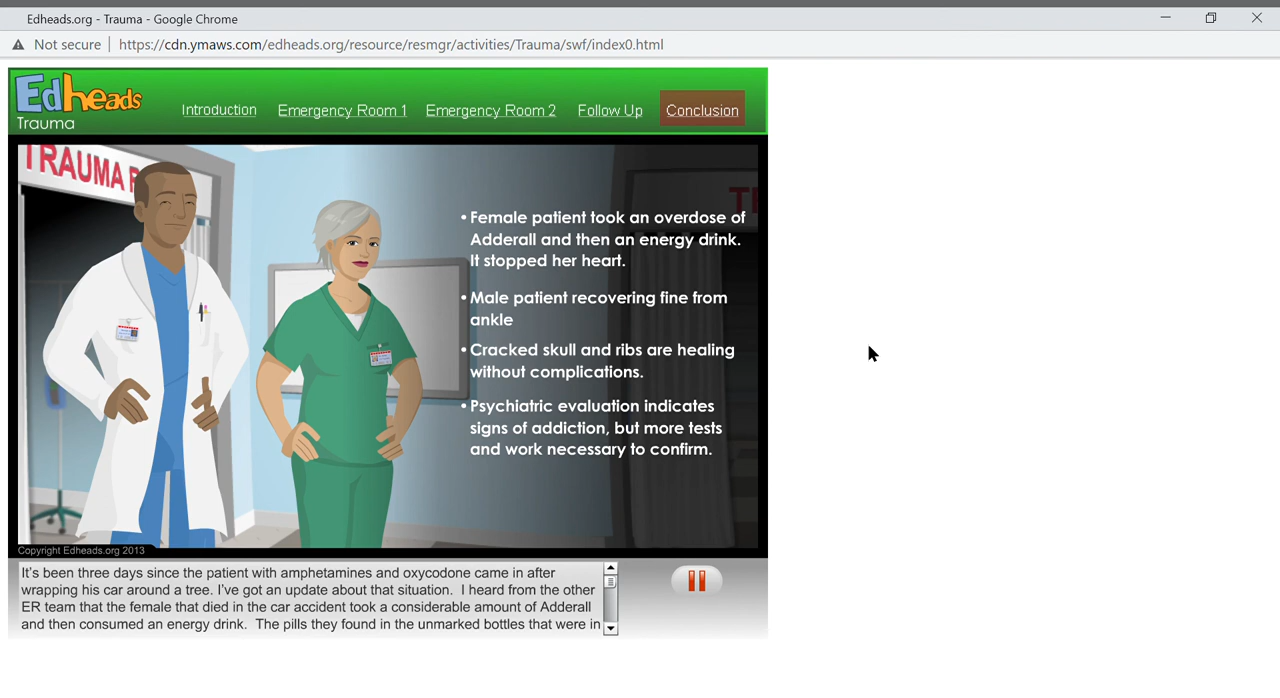 Edheads.org - Trauma - Google Chrome
Not secure | https://cdn.ymaws.com/edheads.org/resource/resmgr/activities/Trauma/swf/index0.html
Edheads
Trauma
Introduction Emergency Room 1 Emergency Room 2 Follow Up Conclusion
TRAUMA R
• Female patient took an overdose of
Adderall and then an energy drink.
It stopped her heart.
• Male patient recovering fine from
ankle
• Cracked skull and ribs are healing
without complications.
• Psychiatric evaluation indicates
signs of addiction, but more tests
and work necessary to confirm.
Copyright Edheads.org 2013
It's been three days since the patient with amphetamines and oxycodone came in after
wrapping his car around a tree. I've got an update about that situation.  I heard from the other
ER team that the female that died in the car accident took a considerable amount of Adderall
and then consumed an energy drink.  The pills they found in the unmarked bottles that were in